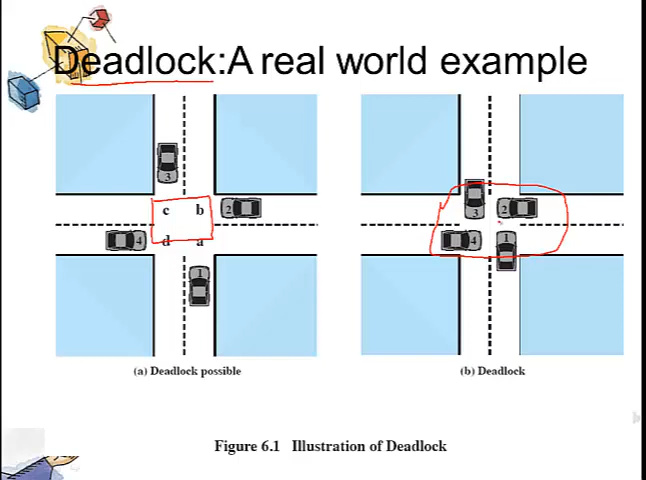 Deadlock:A real world example
3
c b 2
4 d a
1
3 2
4 1
(a) Deadlock possible (b) Deadlock
Figure 6.1 Illustration of Deadlock